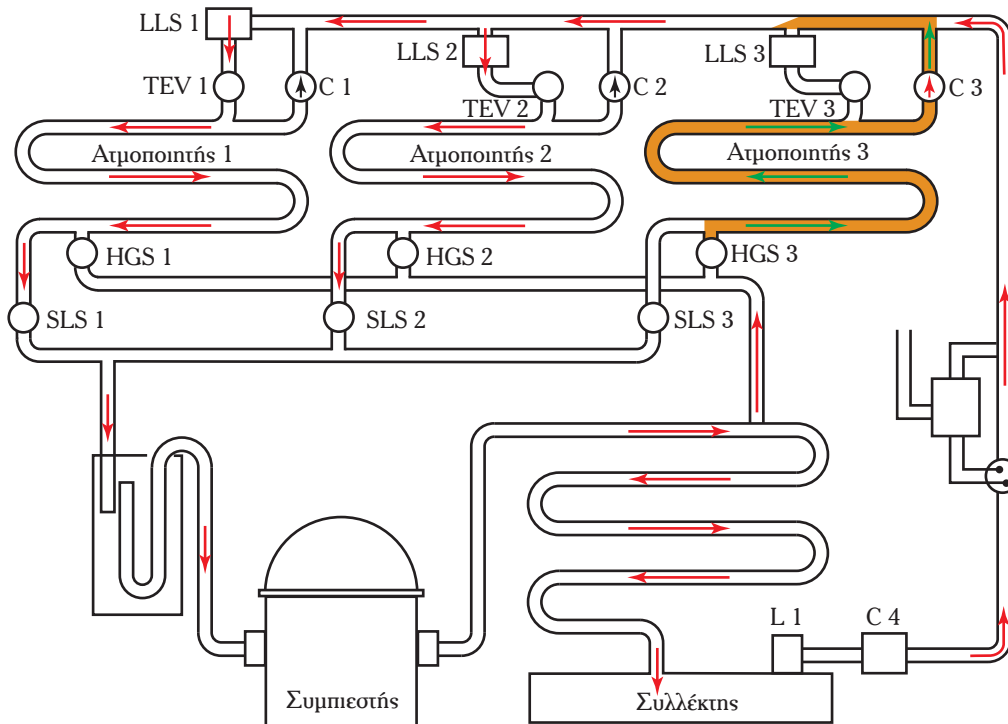 LLS 1
LLS 2
LLS 3
TEV 1
C 1
TEV 2
C 2
TEV 3
C 3
Ατμοποιητής 1
Ατμοποιητής 2
Ατμοποιητής 3
HGS 1
HGS 2
HGS 3
SLS 1
SLS 2
SLS 3
L 1
C 4
Συμπιεστής
Συλλέκτης